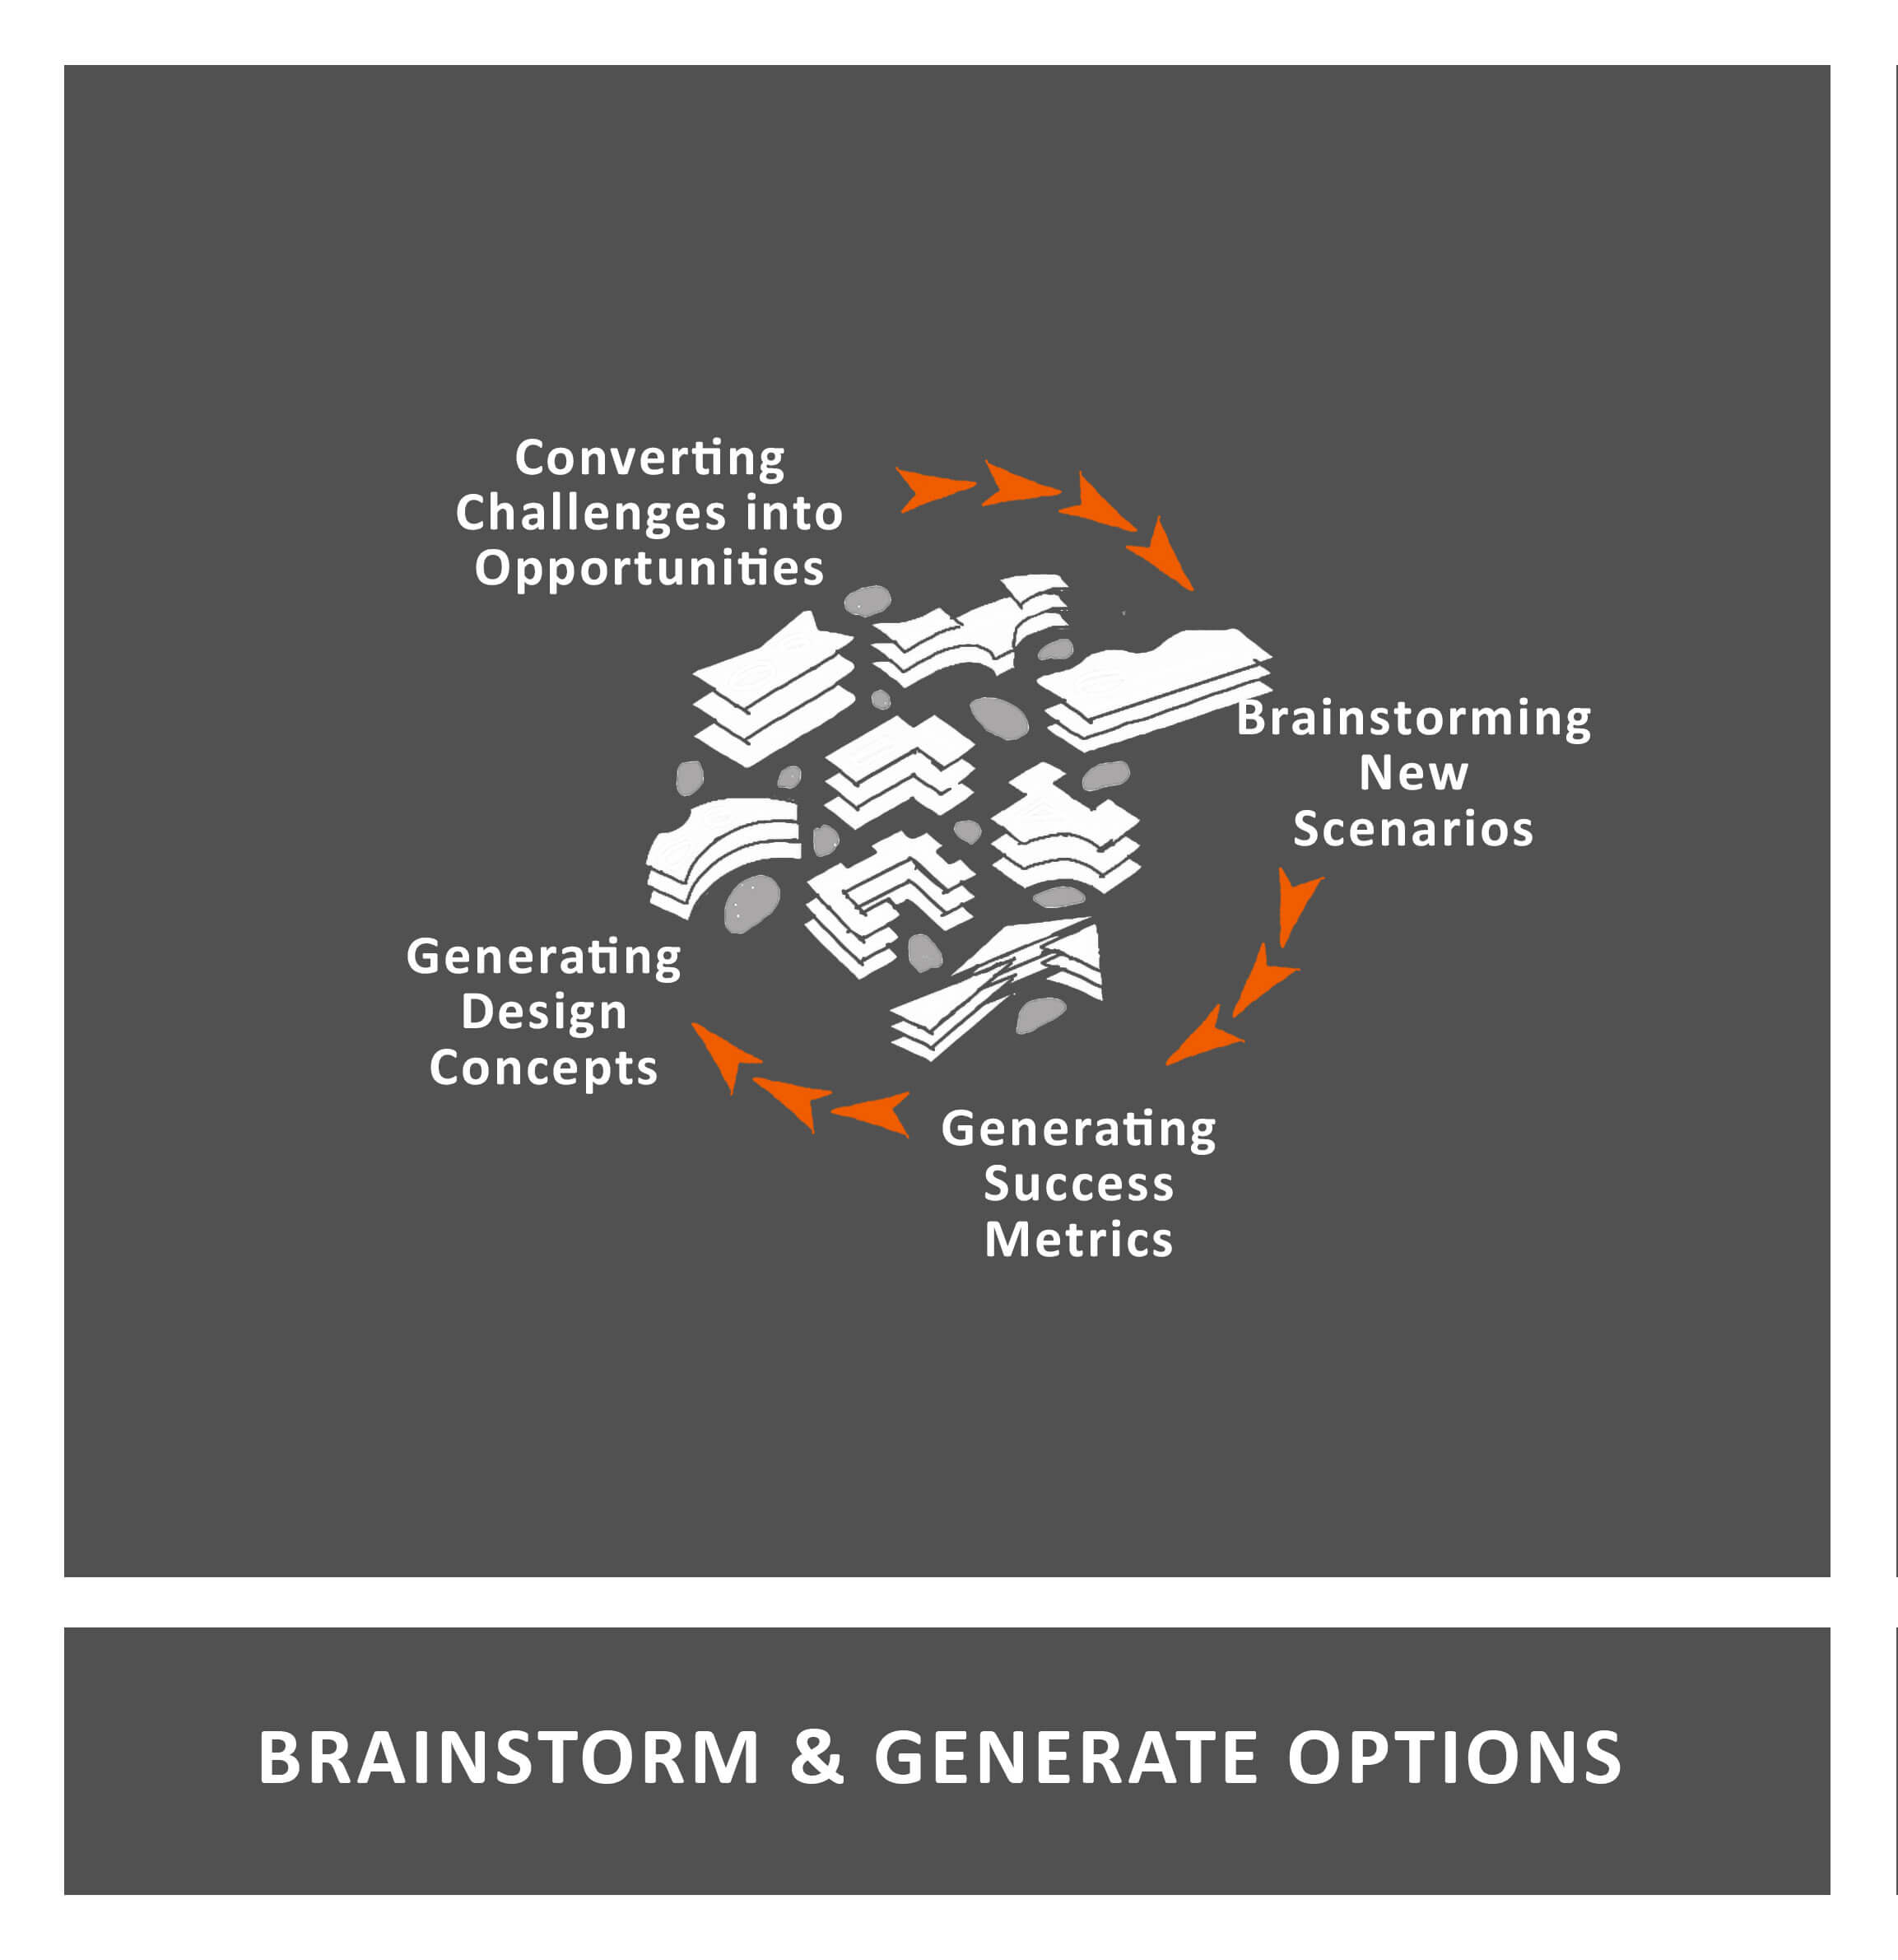 Converting
Challenges into
Opportunities
Brainstorming
New
Scenarios
Generating
Design
Concepts
Generating
Success
Metrics
BRAINSTORM & GENERATE OPTIONS